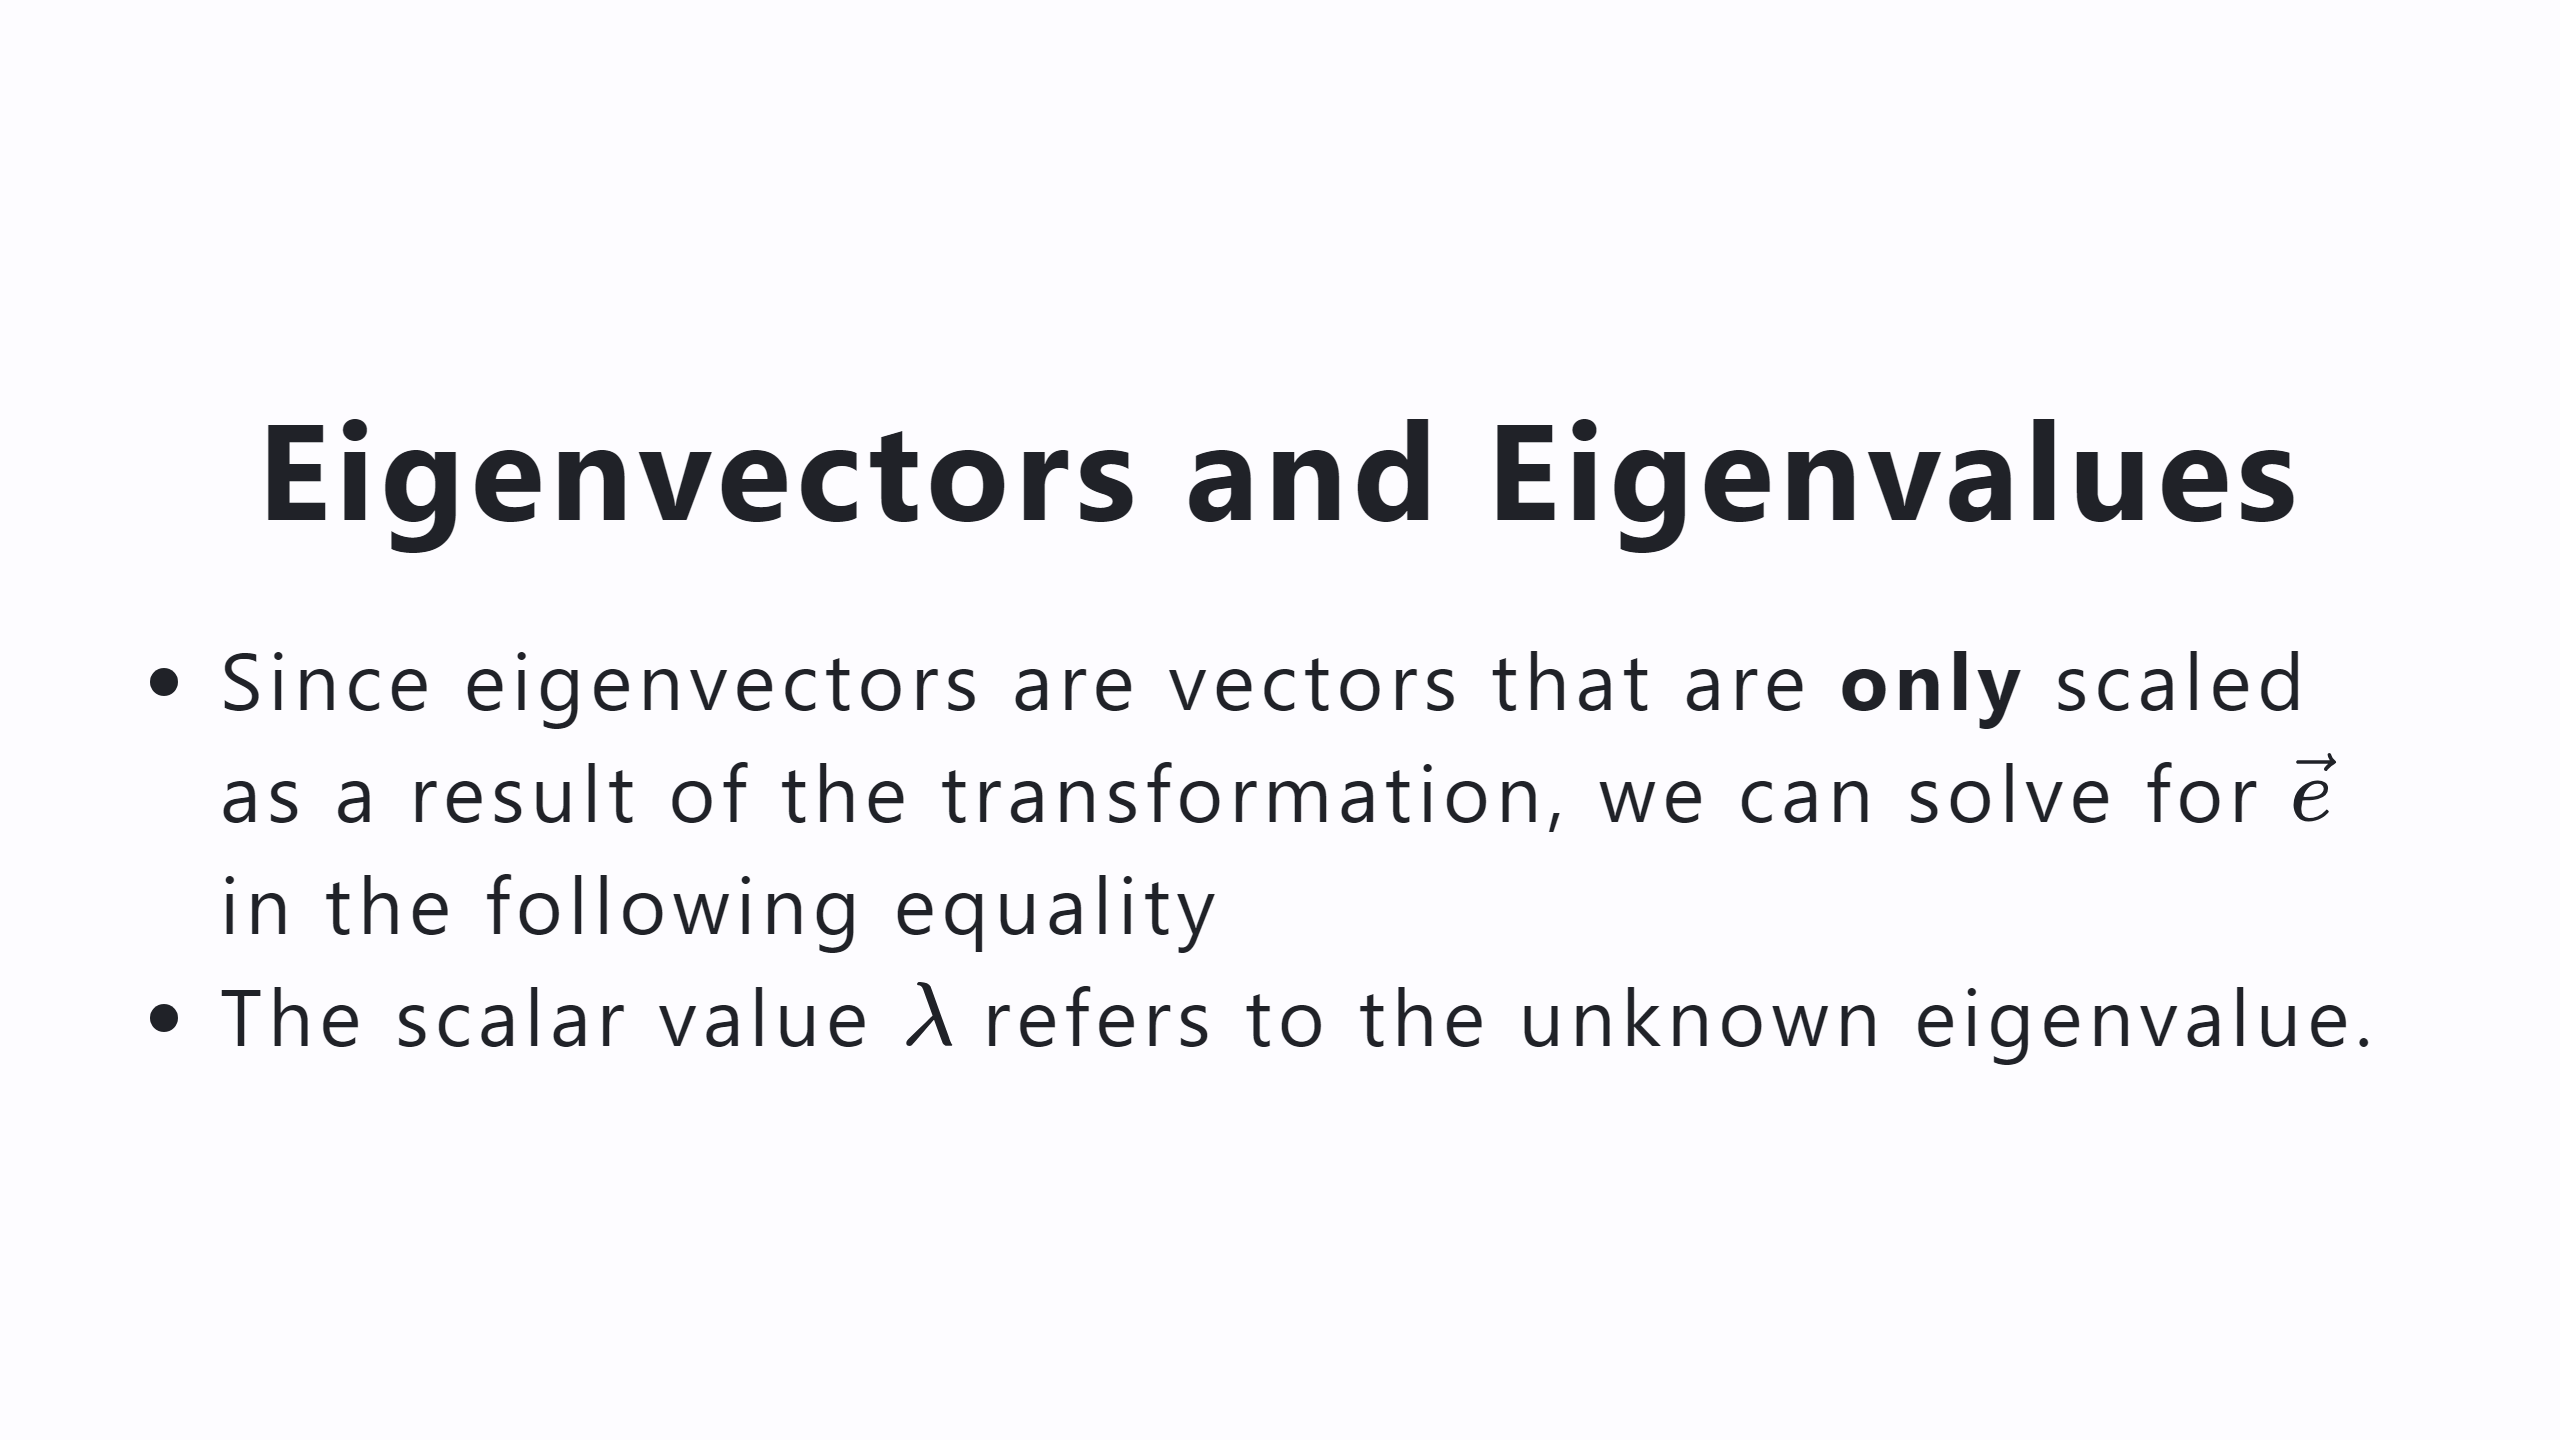 Eigenvectors and Eigenvalues
• Since eigenvectors are vectors that are only scaled
as a result of the transformation, we can solve for e⃗
in the following equality
• The scalar value λ refers to the unknown eigenvalue.